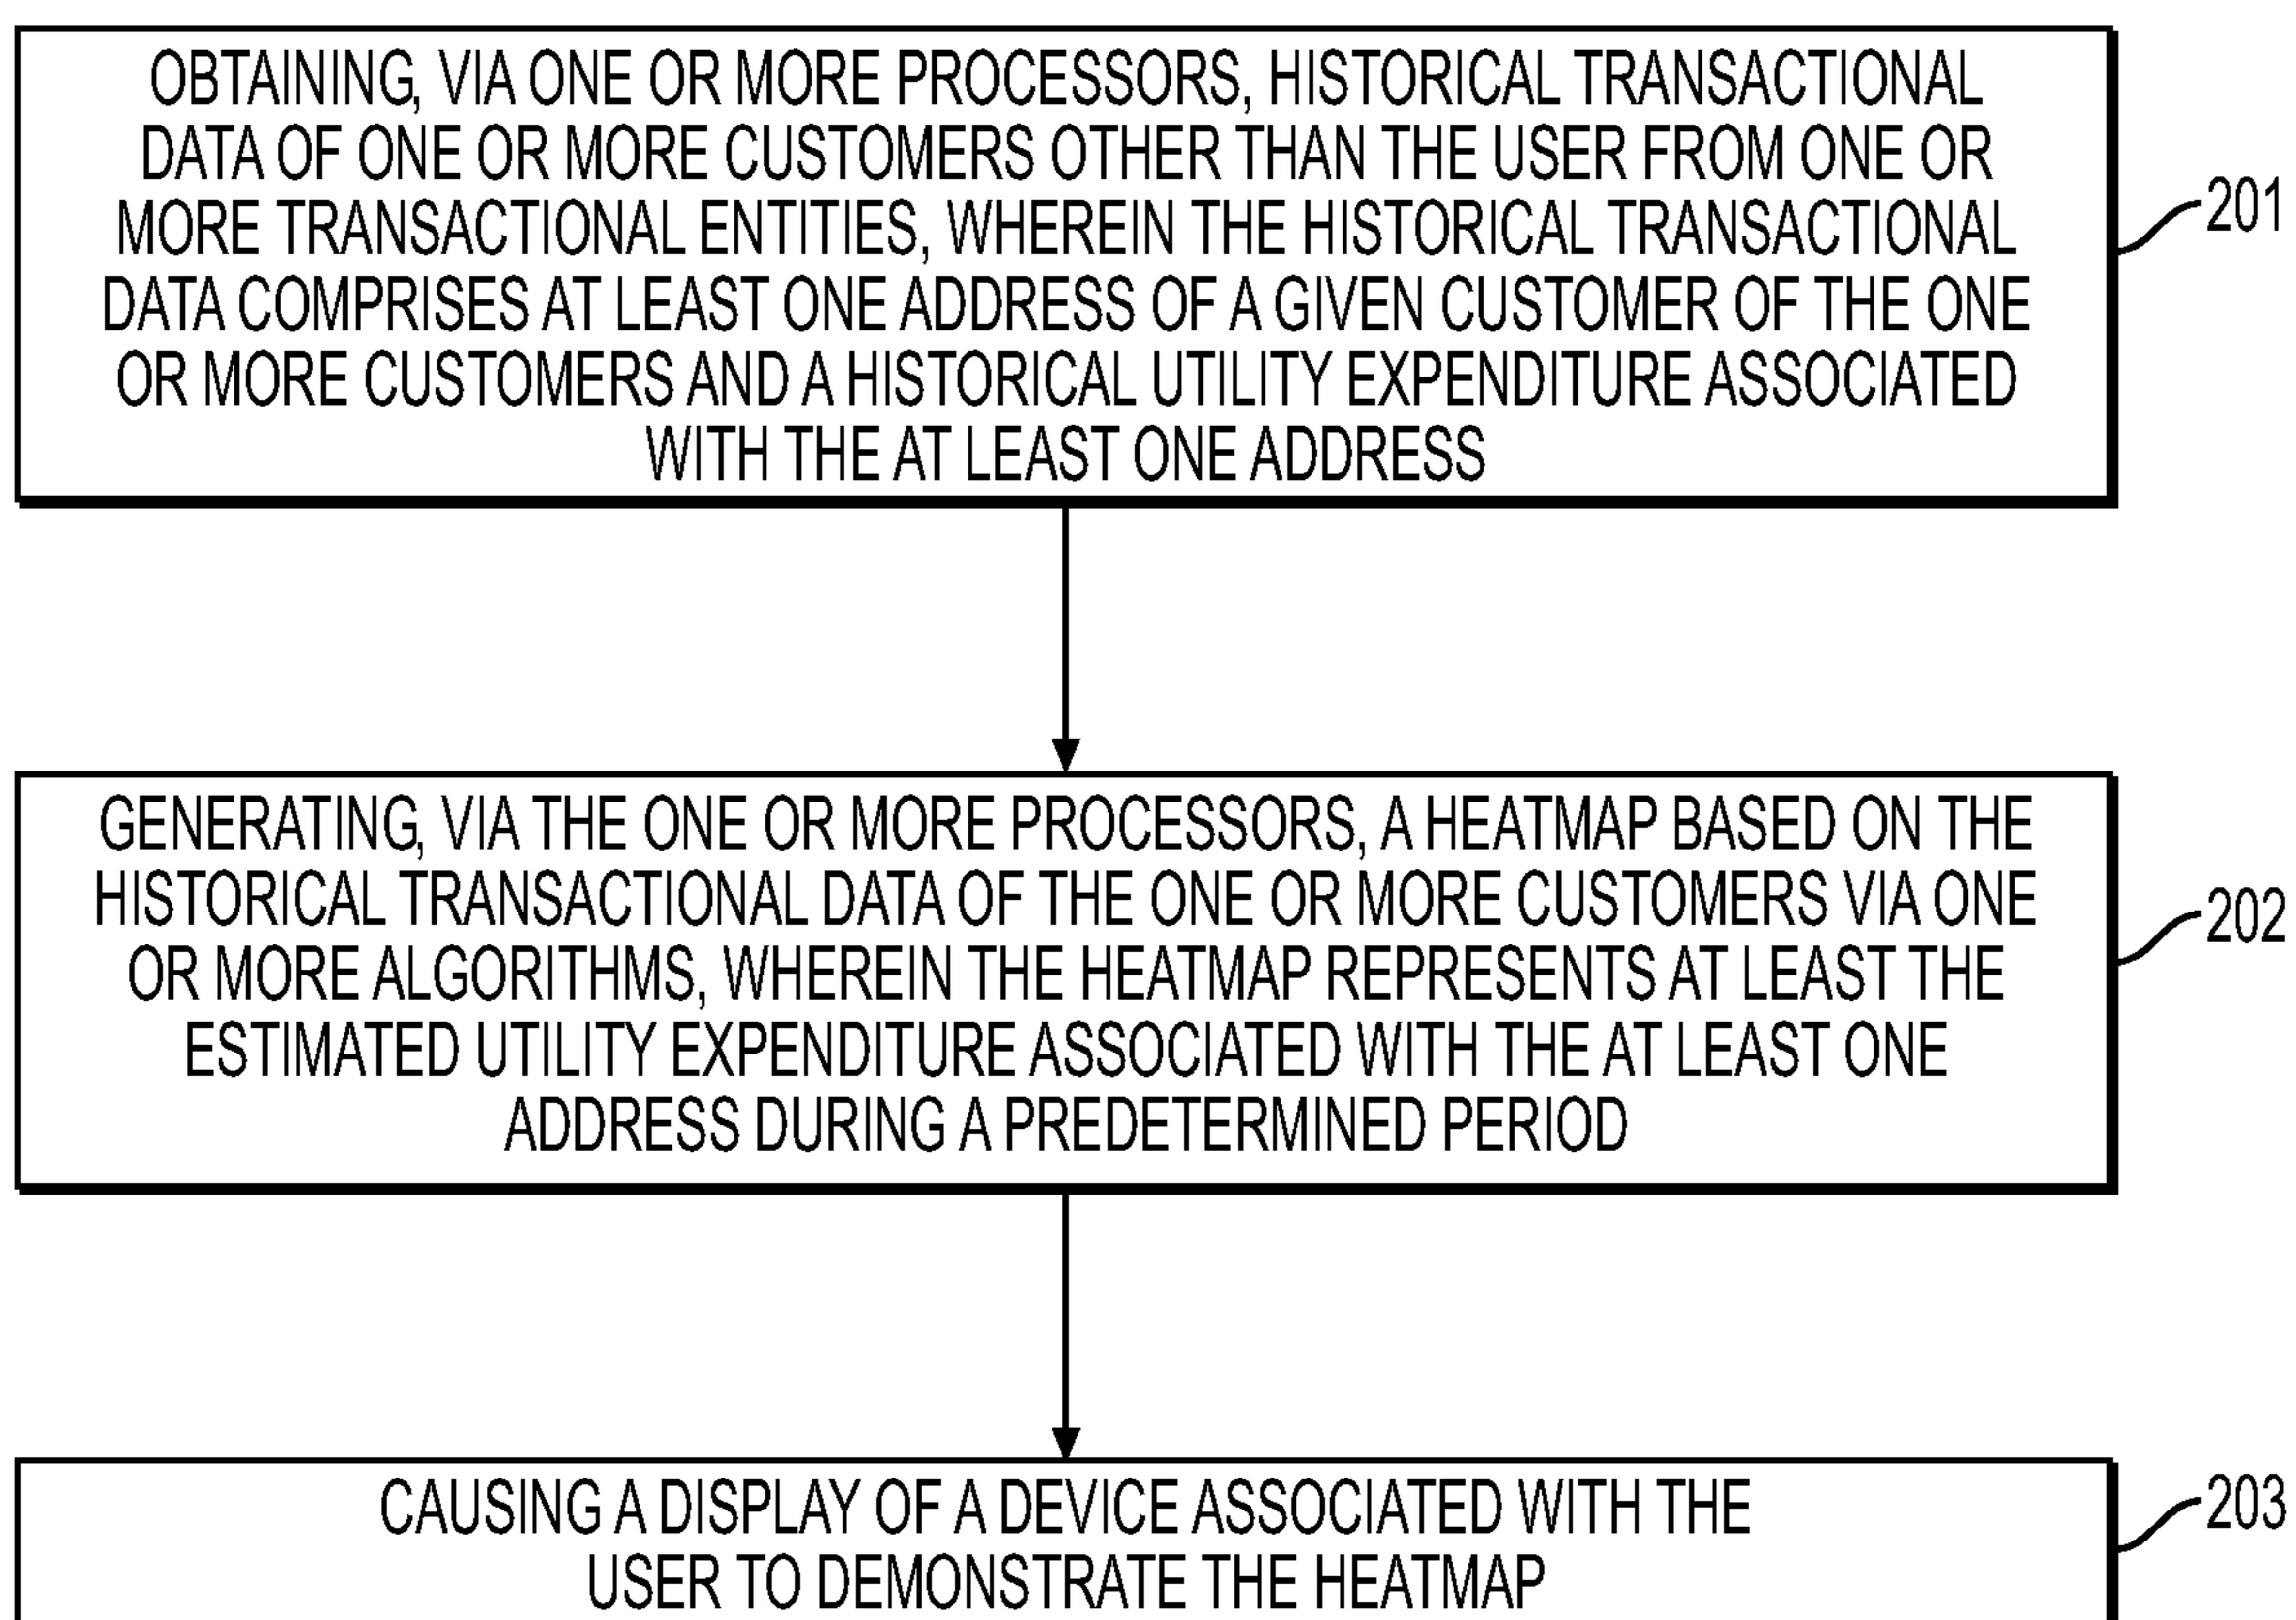 OBTAINING, VIA ONE OR MORE PROCESSORS, HISTORICAL TRANSACTIONAL
DATA OF ONE OR MORE CUSTOMERS OTHER THAN THE USER FROM ONE OR
MORE TRANSACTIONAL ENTITIES, WHEREIN THE HISTORICAL TRANSACTIONAL
DATA COMPRISES AT LEAST ONE ADDRESS OF A GIVEN CUSTOMER OF THE ONE
OR MORE CUSTOMERS AND A HISTORICAL UTILITY EXPENDITURE ASSOCIATED
WITH THE AT LEAST ONE ADDRESS
201
GENERATING, VIA THE ONE OR MORE PROCESSORS, A HEATMAP BASED ON THE
HISTORICAL TRANSACTIONAL DATA OF THE ONE OR MORE CUSTOMERS VIA ONE
OR MORE ALGORITHMS, WHEREIN THE HEATMAP REPRESENTS AT LEAST THE
ESTIMATED UTILITY EXPENDITURE ASSOCIATED WITH THE AT LEAST ONE
ADDRESS DURING A PREDETERMINED PERIOD
202
CAUSING A DISPLAY OF A DEVICE ASSOCIATED WITH THE
USER TO DEMONSTRATE THE HEATMAP
203